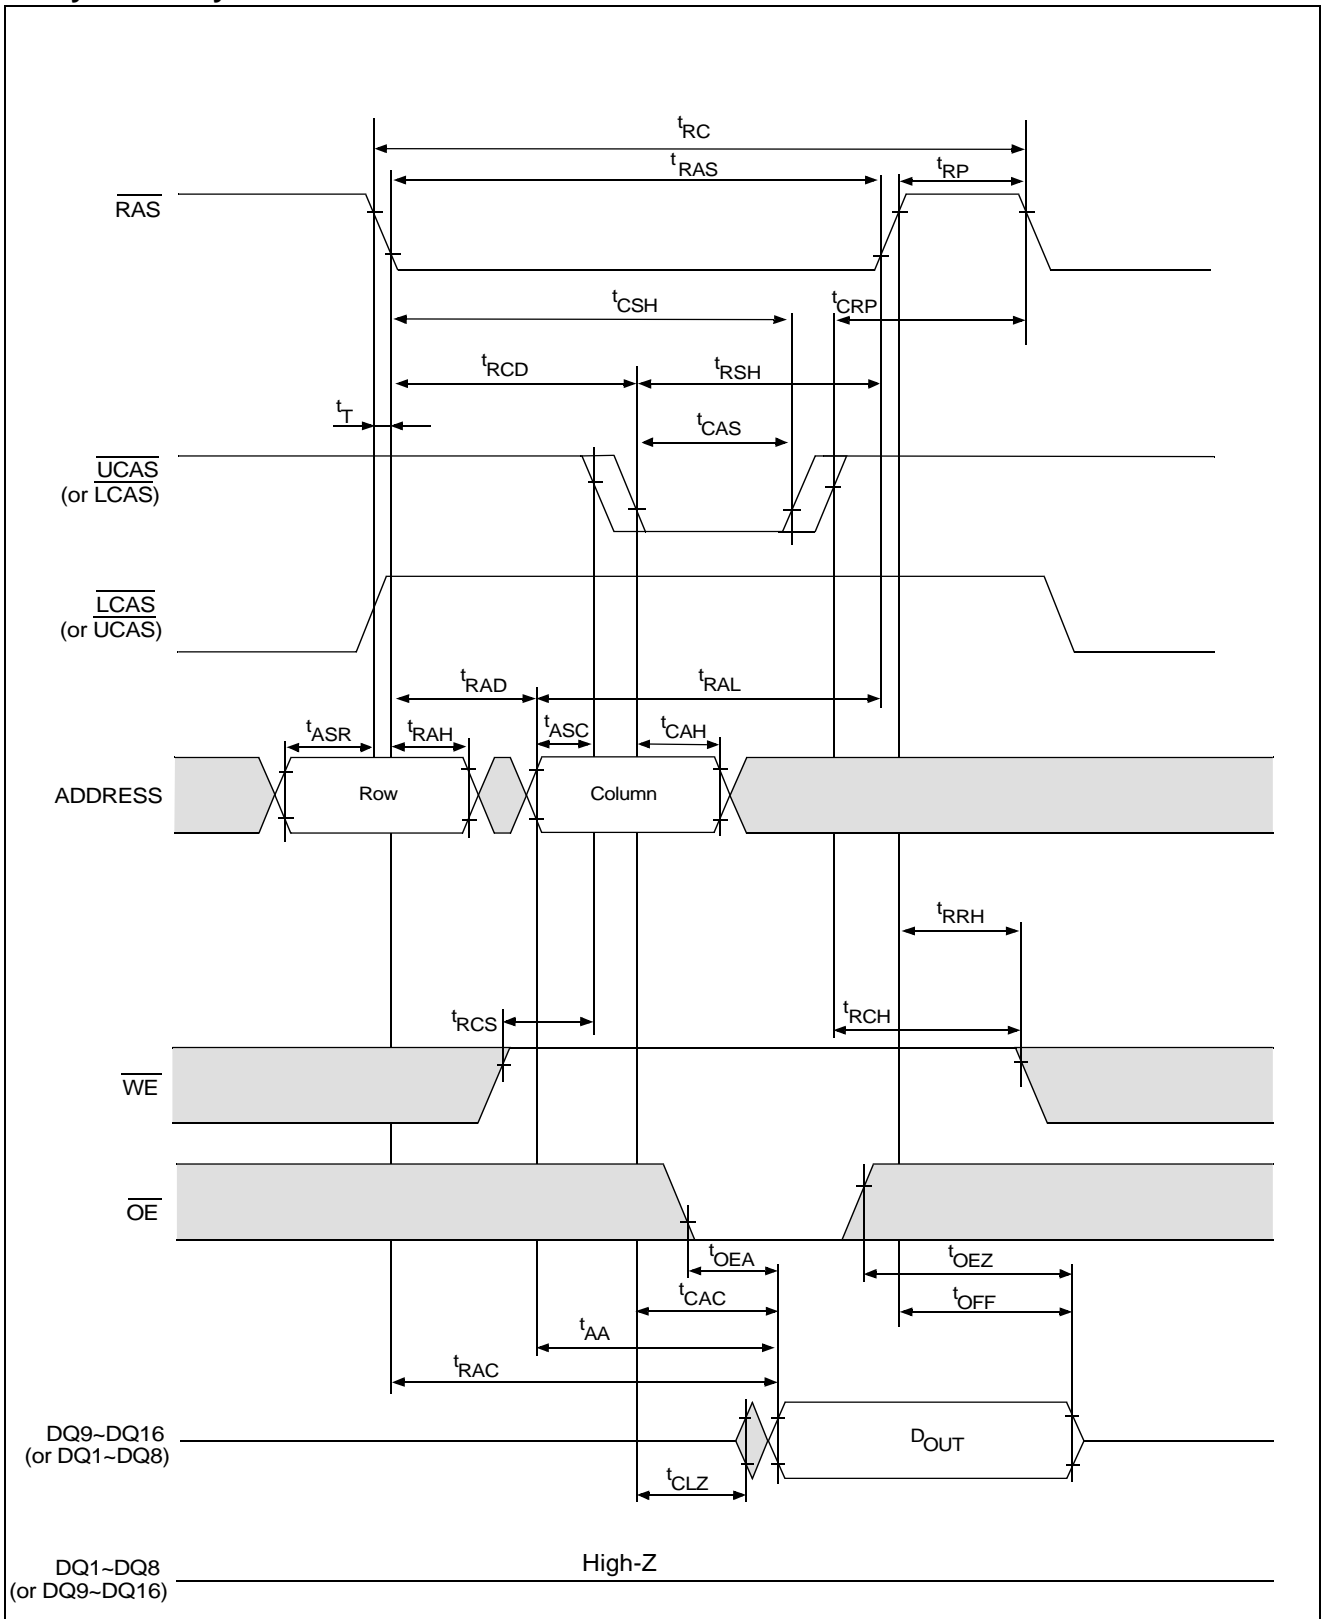 tRC
tRAS
tRP
RAS
tCSH
tCRP
tRCD
tRSH
tT
tCAS
UCAS
(or LCAS)
LCAS
(or UCAS)
tRAD
tRAL
tASR
tRAH
tASC
tCAH
ADDRESS
Row
Column
tRRH
tRCS
tRCH
WE
OE
tOEA
tOEZ
tCAC
tOFF
tAA
tRAC
DQ9~DQ16
(or DQ1~DQ8)
DOUT
tCLZ
High-Z
DQ1~DQ8
(or DQ9~DQ16)